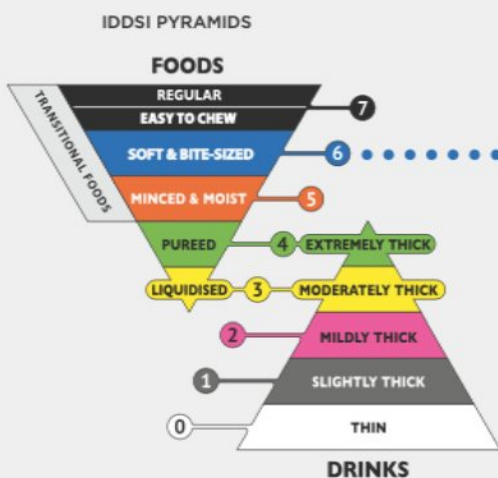 IDDSI PYRAMIDS
FOODS
REGULAR
EASY TO CHEW
7
TRANSITIONAL FOODS
SOFT & BITE-SIZED
6
MINCED & MOIST
5
PUREED
4
EXTREMELY THICK
LIQUIDISED
3
MODERATELY THICK
2
MILDLY THICK
1
SLIGHTLY THICK
0
THIN
DRINKS